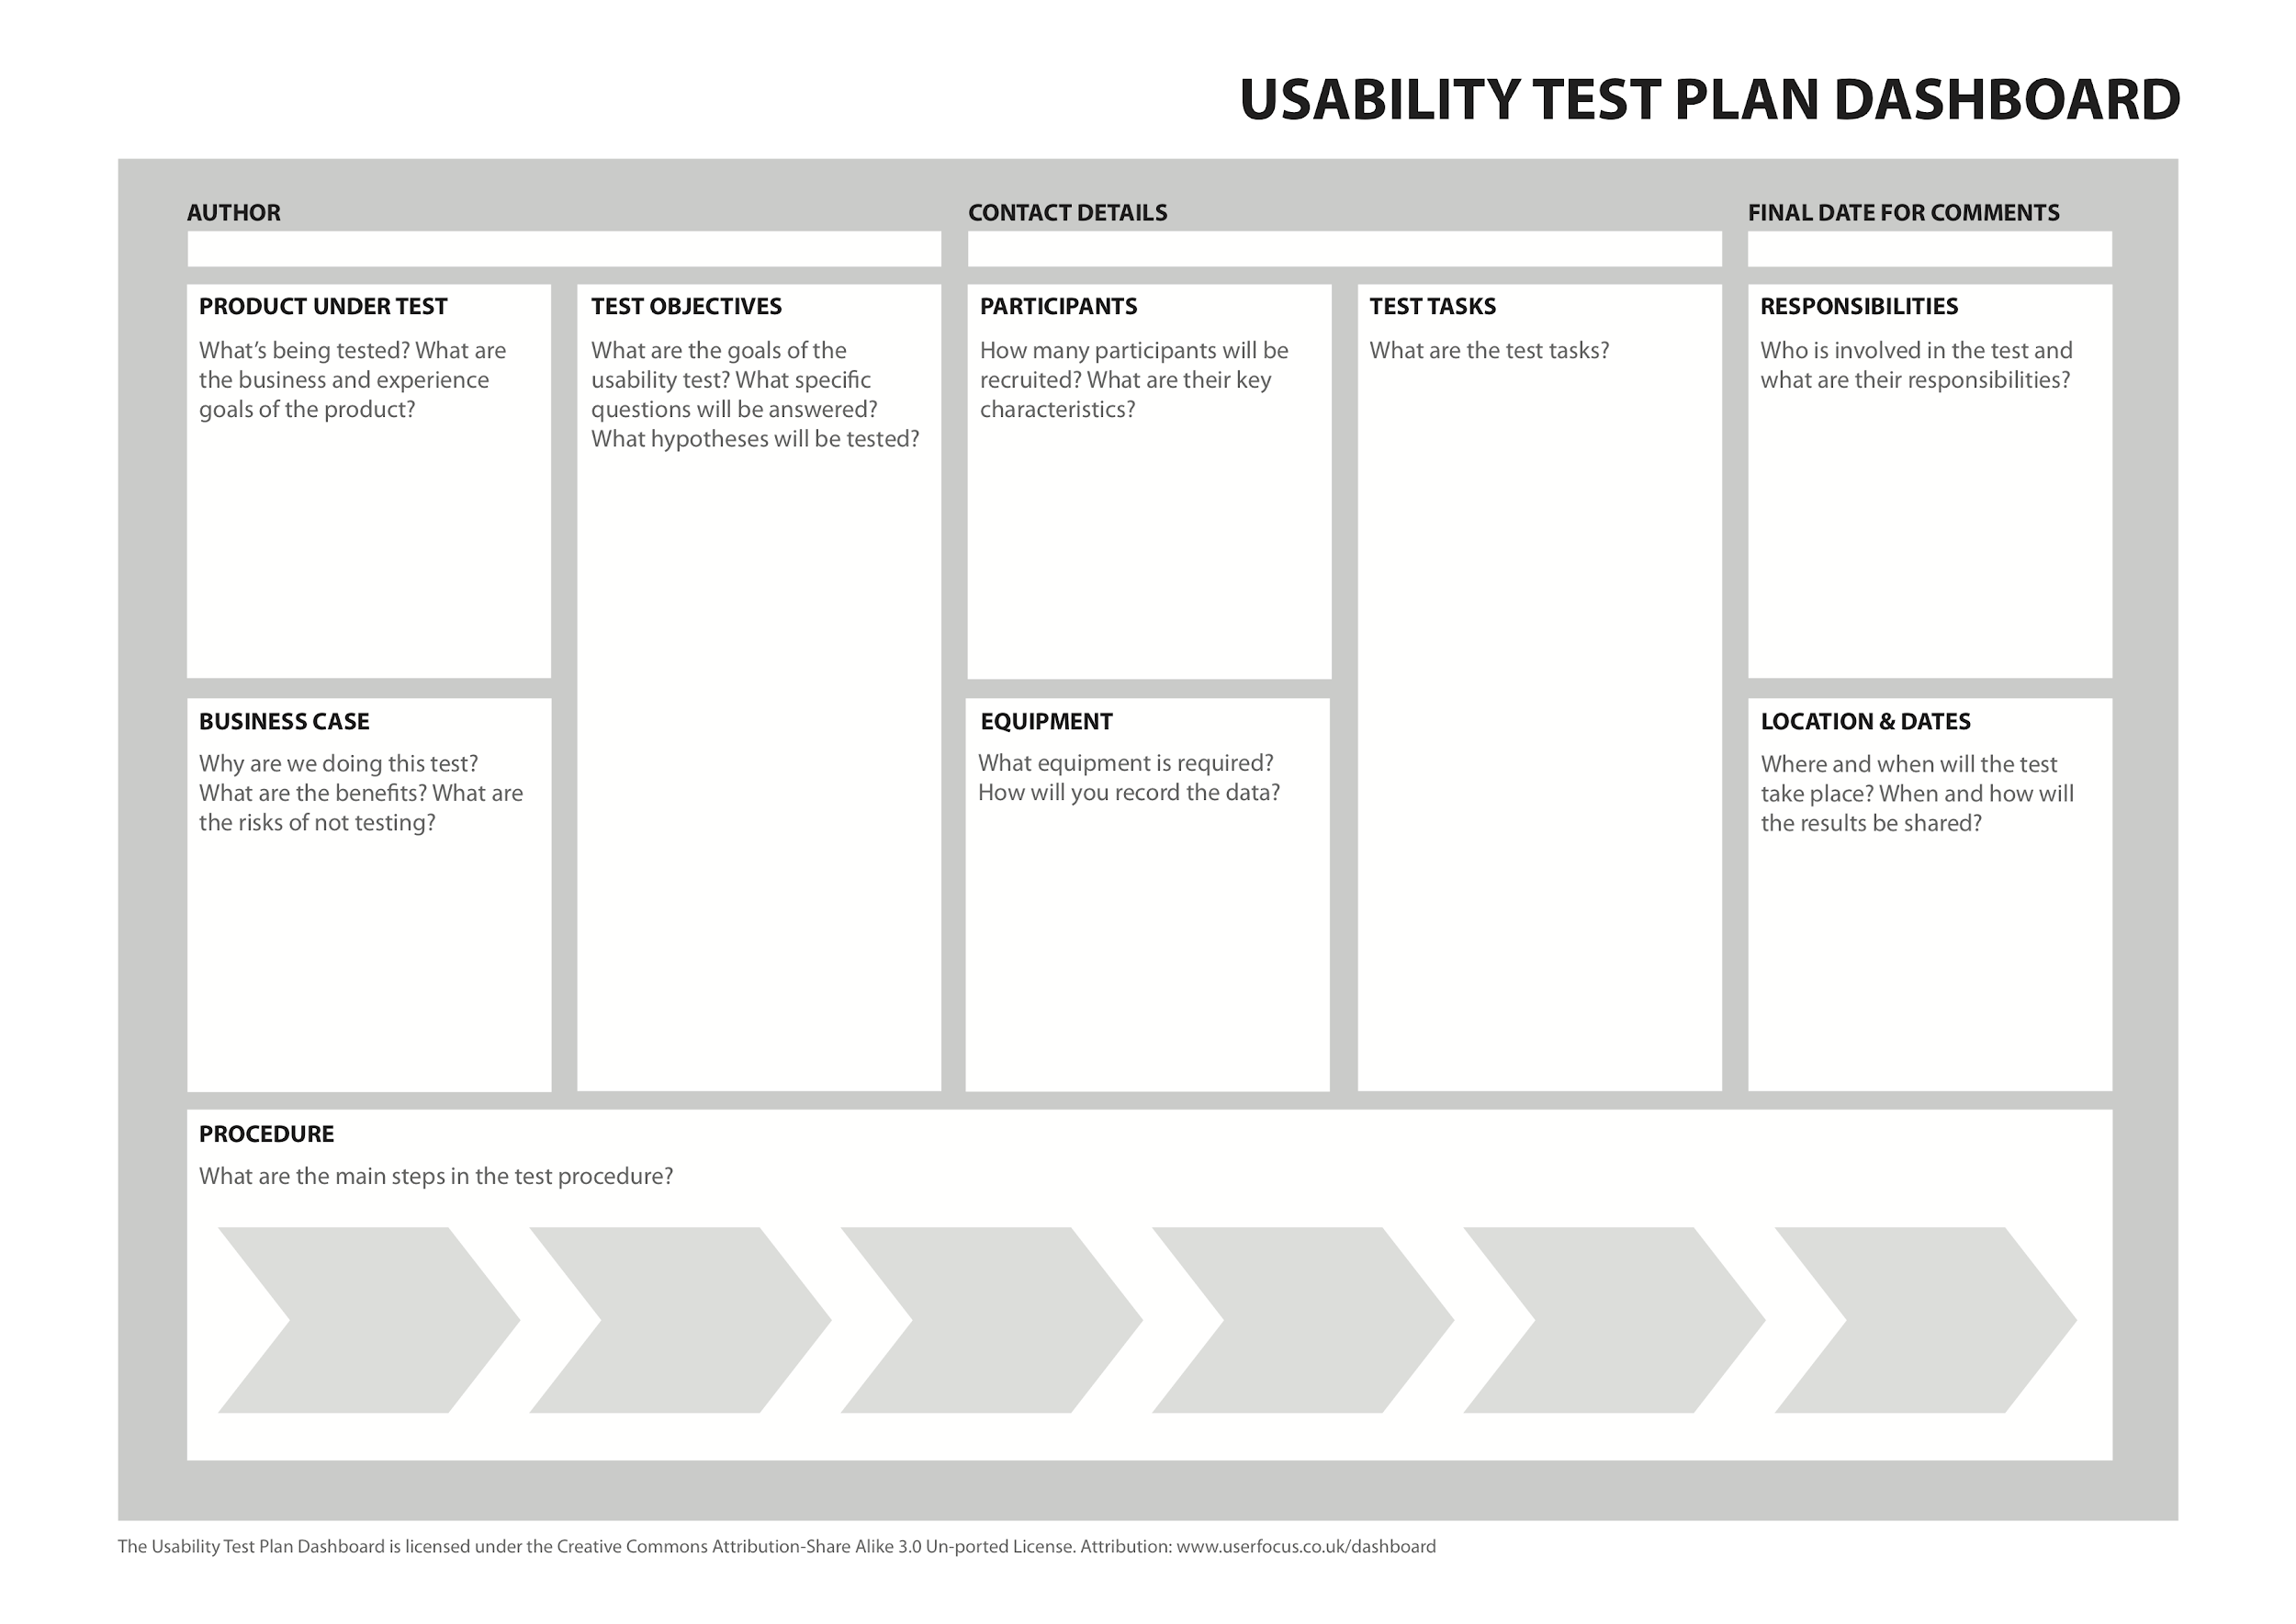 USABILITY TEST PLAN DASHBOARD
AUTHOR
CONTACT DETAILS
FINAL DATE FOR COMMENTS
PRODUCT UNDER TEST
What’s being tested? What are
the business and experience
goals of the product?
TEST OBJECTIVES
What are the goals of the
usability test? What specific
questions will be answered?
What hypotheses will be tested?
PARTICIPANTS
How many participants will be
recruited? What are their key
characteristics?
TEST TASKS
What are the test tasks?
RESPONSIBILITIES
Who is involved in the test and
what are their responsibilities?
BUSINESS CASE
Why are we doing this test?
What are the benefits? What are
the risks of not testing?
EQUIPMENT
What equipment is required?
How will you record the data?
LOCATION & DATES
Where and when will the test
take place? When and how will
the results be shared?
PROCEDURE
What are the main steps in the test procedure?
The Usability Test Plan Dashboard is licensed under the Creative Commons Attribution-Share Alike 3.0 Un-ported License. Attribution: www.userfocus.co.uk/dashboard